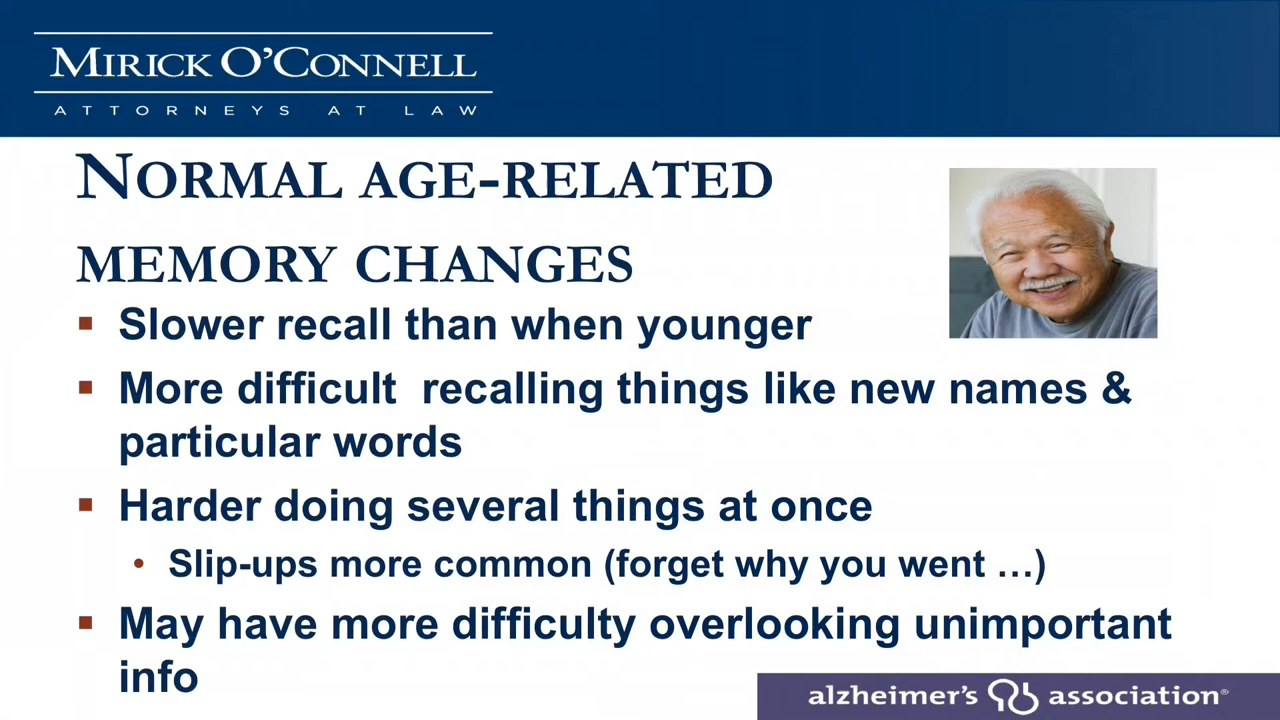 MIRICK O'CONNELL
ATTORNEYS AT LAW
NORMAL AGE-RELATED
MEMORY CHANGES
▪ Slower recall than when younger
▪ More difficult recalling things like new names &
particular words
▪ Harder doing several things at once
• Slip-ups more common (forget why you went …)
▪ May have more difficulty overlooking unimportant
info
alzheimer's association®